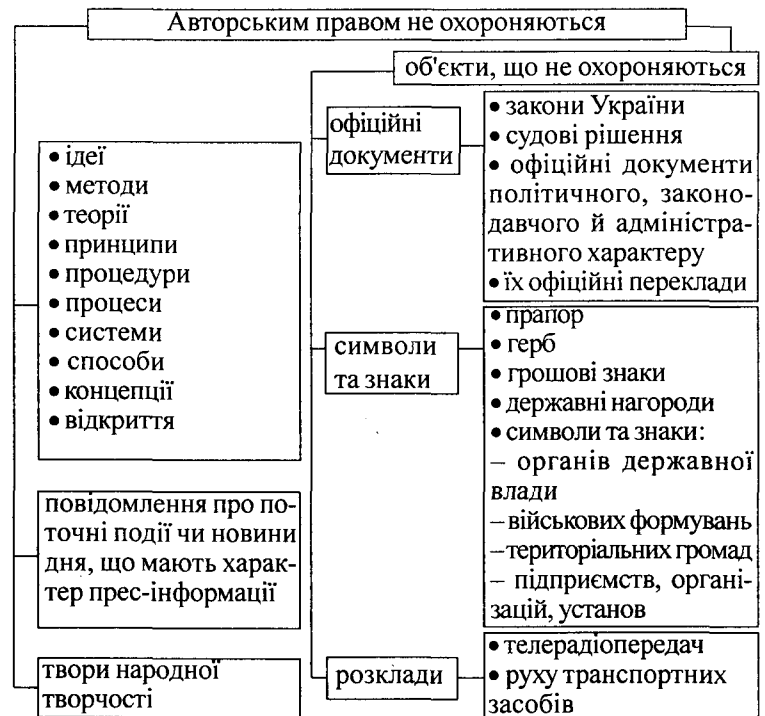 Авторським правом не охороняються
об'єкти, що не охороняються
• ідеї
• методи
• теорії
• принципи
• процедури
• процеси
• системи
• способи
• концепції
• відкриття
повідомлення про по-
точні події чи новини
дня, що мають харак-
тер прес-інформації
твори народної
творчості
офіційні
документи
• закони України
• судові рішення
• офіційні документи
політичного, законо-
давчого й адміністра-
тивного характеру
• їх офіційні переклади
символи
та знаки
• прапор
• герб
• грошові знаки
• державні нагороди
• символи та знаки:
– органів державної
влади
– військових формувань
– територіальних громад
– підприємств, органі-
зацій, установ
розклади
• телерадіопередач
• руху транспортних
засобів